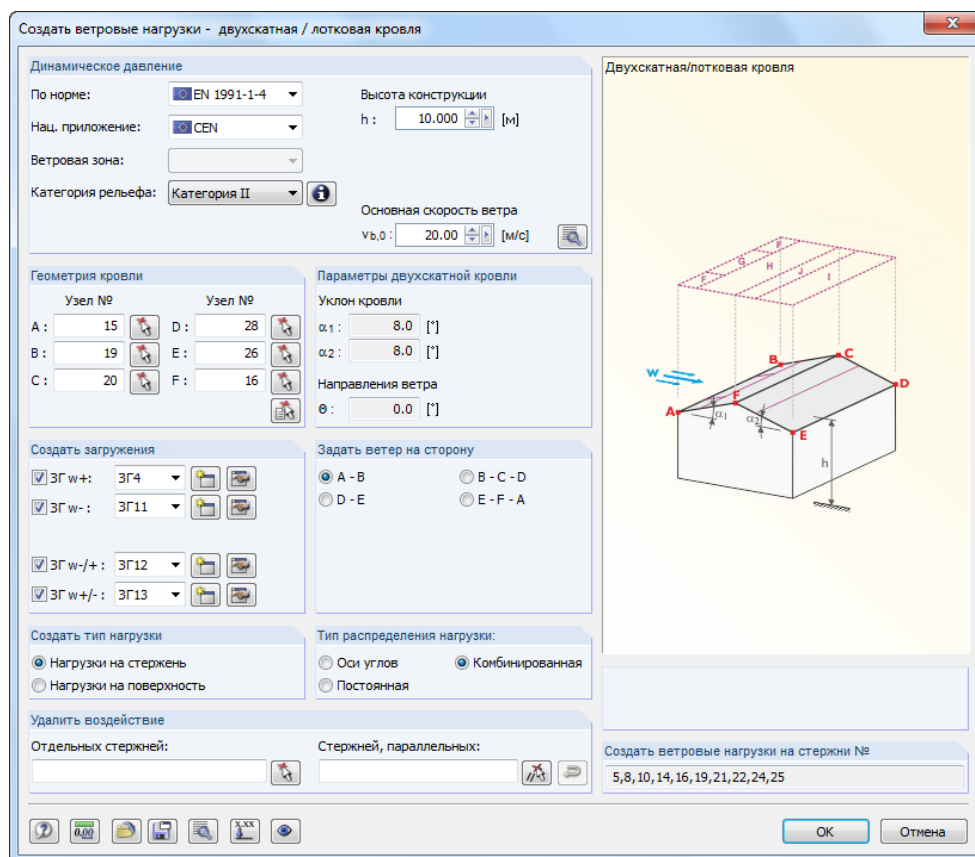 Создать ветровые нагрузки - двухскатная / лотковая кровля
Динамическое давление
По норме: EN 1991-1-4
Нац. приложение: CEN
Ветровая зона:
Категория рельефа: Категория II
Высота конструкции
h : 10.000 [м]
Основная скорость ветра
vb,0 : 20.00 [м/с]
Геометрия кровли
Узел № Узел №
A : 15 D : 28
B : 19 E : 26
C : 20 F : 16
Параметры двухскатной кровли
Уклон кровли
α1 : 8.0 [°]
α2 : 8.0 [°]
Направления ветра
Θ : 0.0 [°]
Создать загружения
ЗГ w+: ЗГ4
ЗГ w- : ЗГ11
ЗГ w-/+ : ЗГ12
ЗГ w+/- : ЗГ13
Задать ветер на сторону
A - B B - C - D
D - E E - F - A
Создать тип нагрузки
Нагрузки на стержень
Нагрузки на поверхность
Тип распределения нагрузки:
Оси углов Комбинированная
Постоянная
Удалить воздействие
Отдельных стержней: Стержней, параллельных:
Двухскатная/лотковая кровля
F
G
H
J
F
I
B
C
W
D
F
A
α1
α2
E
h
Создать ветровые нагрузки на стержни №
5,8,10,14,16,19,21,22,24,25
0.00
X.XX
OK Отмена